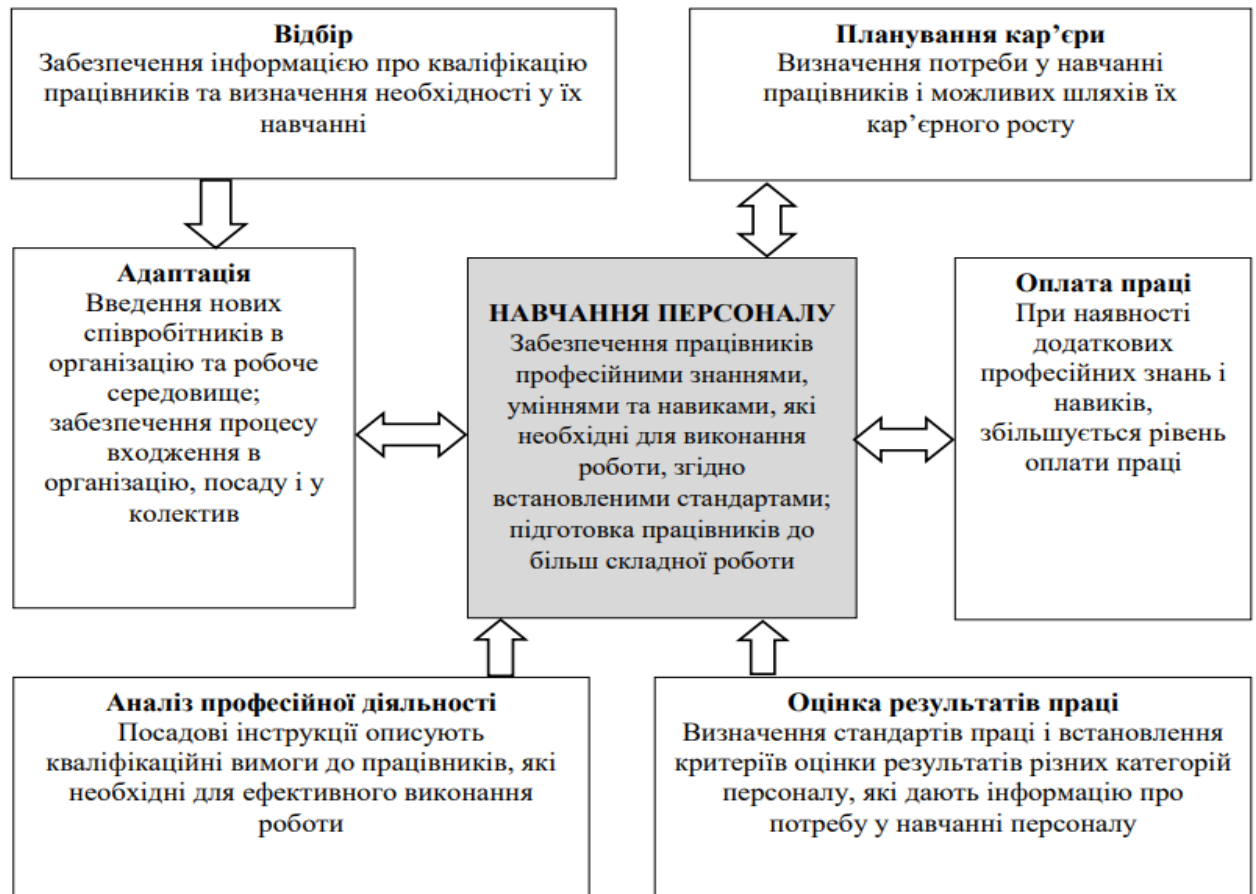 Відбір
Забезпечення інформацією про кваліфікацію
працівників та визначення необхідності у їх
навчанні
Планування кар’єри
Визначення потреби у навчанні
працівників і можливих шляхів їх
кар’єрного росту
Адаптація
Введення нових
співробітників в
організацію та робоче
середовище;
забезпечення процесу
входження в
організацію, посаду і у
колектив
НАВЧАННЯ ПЕРСОНАЛУ
Забезпечення працівників
професійними знаннями,
уміннями та навиками, які
необхідні для виконання
роботи, згідно
встановленими стандартами;
підготовка працівників до
більш складної роботи
Оплата праці
При наявності
додаткових
професійних знань і
навиків,
збільшується рівень
оплати праці
Аналіз професійної діяльності
Посадові інструкції описують
кваліфікаційні вимоги до працівників, які
необхідні для ефективного виконання
роботи
Оцінка результатів праці
Визначення стандартів праці і встановлення
критеріїв оцінки результатів різних категорій
персоналу, які дають інформацію про
потребу у навчанні персоналу